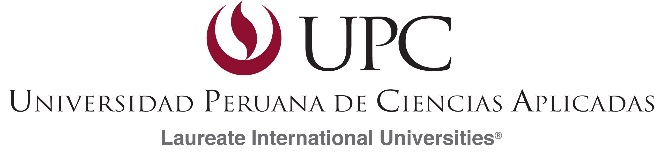 UPC
UNIVERSIDAD PERUANA DE CIENCIAS APLICADAS
Laureate International Universities®